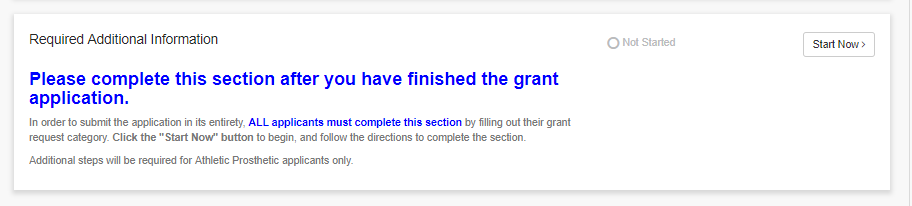 Required Additional Information
Not Started
Start Now ›
Please complete this section after you have finished the grant
application.
In order to submit the application in its entirety, ALL applicants must complete this section by filling out their grant
request category. Click the "Start Now" button to begin, and follow the directions to complete the section.
Additional steps will be required for Athletic Prosthetic applicants only.